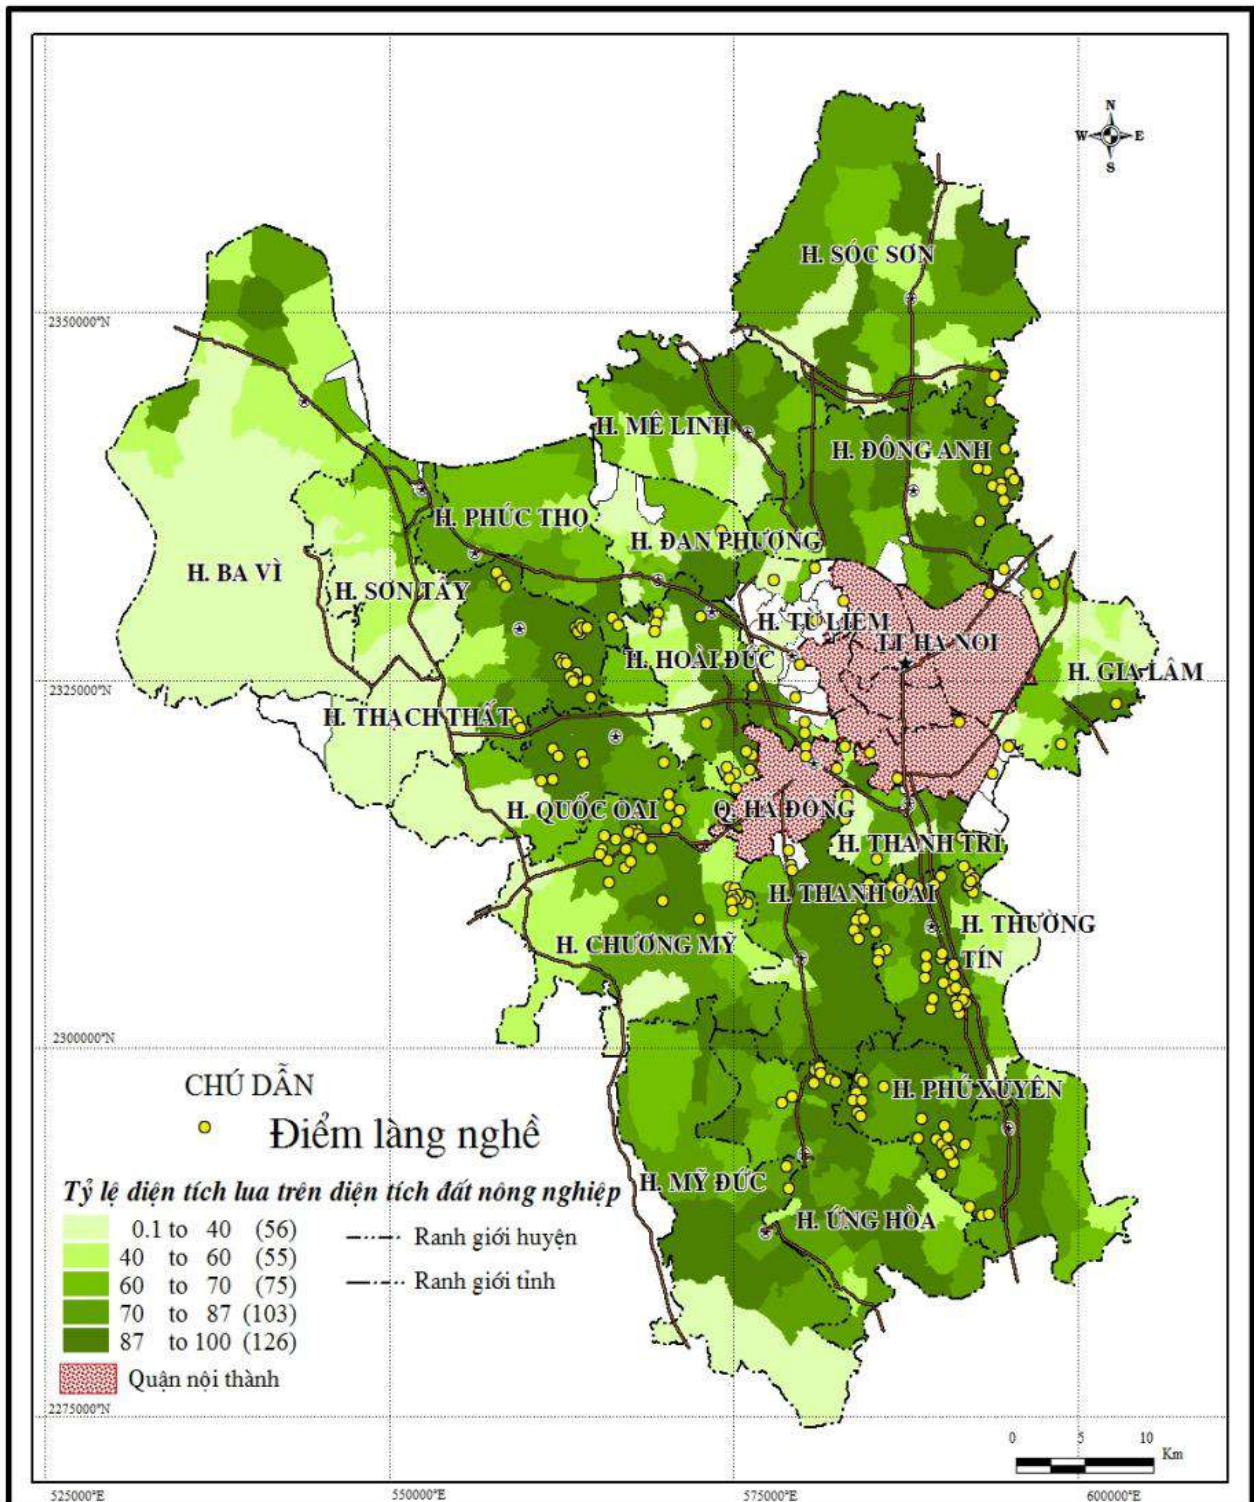 N
W E
S
H. SÓC SƠN
2350000°N
H. MÊ LINH
H. ĐÔNG ANH
H. PHÚC THỌ
H. ĐAN PHƯỢNG
H. BA VÌ
H. SƠN TÂY
H. TỪ LIÊM
H. HOÀI ĐỨC
H. GIA LÂM
2325000°N
H. THẠCH THẤT
H. QUỐC OAI
Q. HÀ ĐÔNG
H. THANH TRÌ
H. THANH OAI
H. THƯỜNG
TÍN
H. CHƯƠNG MỸ
2300000°N
CHÚ DẪN
Điểm làng nghề
H. PHÚ XUYÊN
Tỷ lệ diện tích lua trên diện tích đất nông nghiệp
H. MỸ ĐỨC
H. ỨNG HÒA
0.1 to 40 (56)
40 to 60 (55)
60 to 70 (75)
70 to 87 (103)
87 to 100 (126)
Ranh giới huyện
Ranh giới tỉnh
Quận nội thành
2275000°N
0 5 10
Km
525000°E
550000°E
575000°E
600000°E